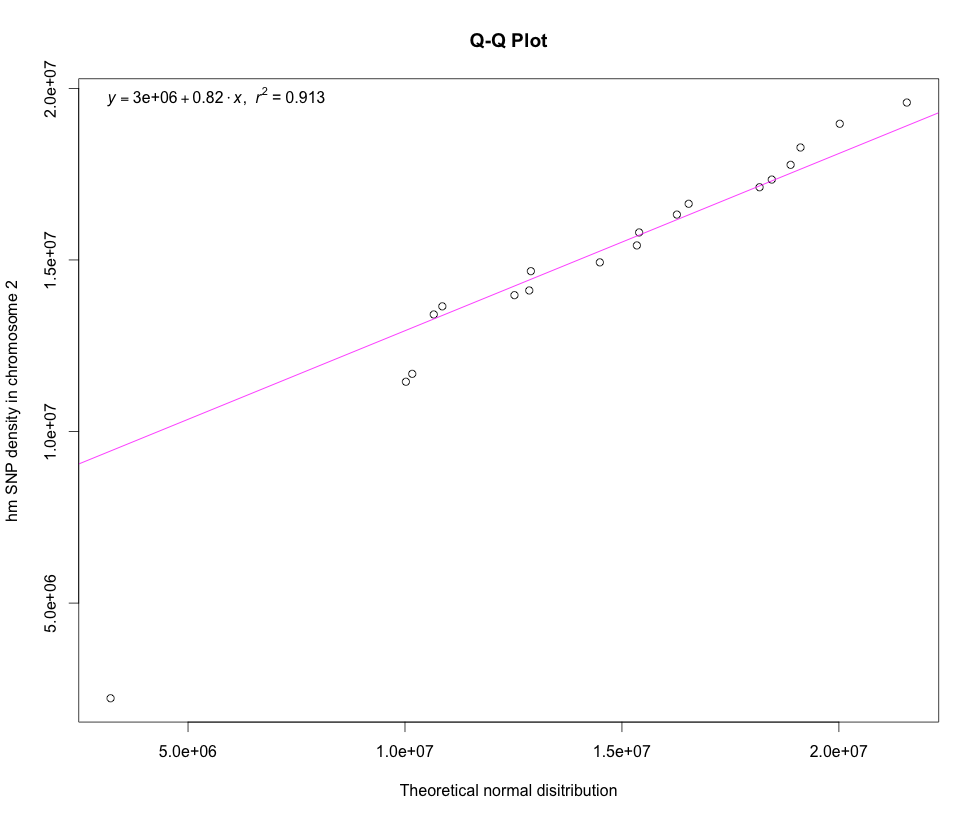 Q-Q Plot
y = 3e+06 + 0.82 · x, r² = 0.913
hm SNP density in chromosome 2
2.0e+07
1.5e+07
1.0e+07
5.0e+06
5.0e+06 1.0e+07 1.5e+07 2.0e+07
Theoretical normal disitribution